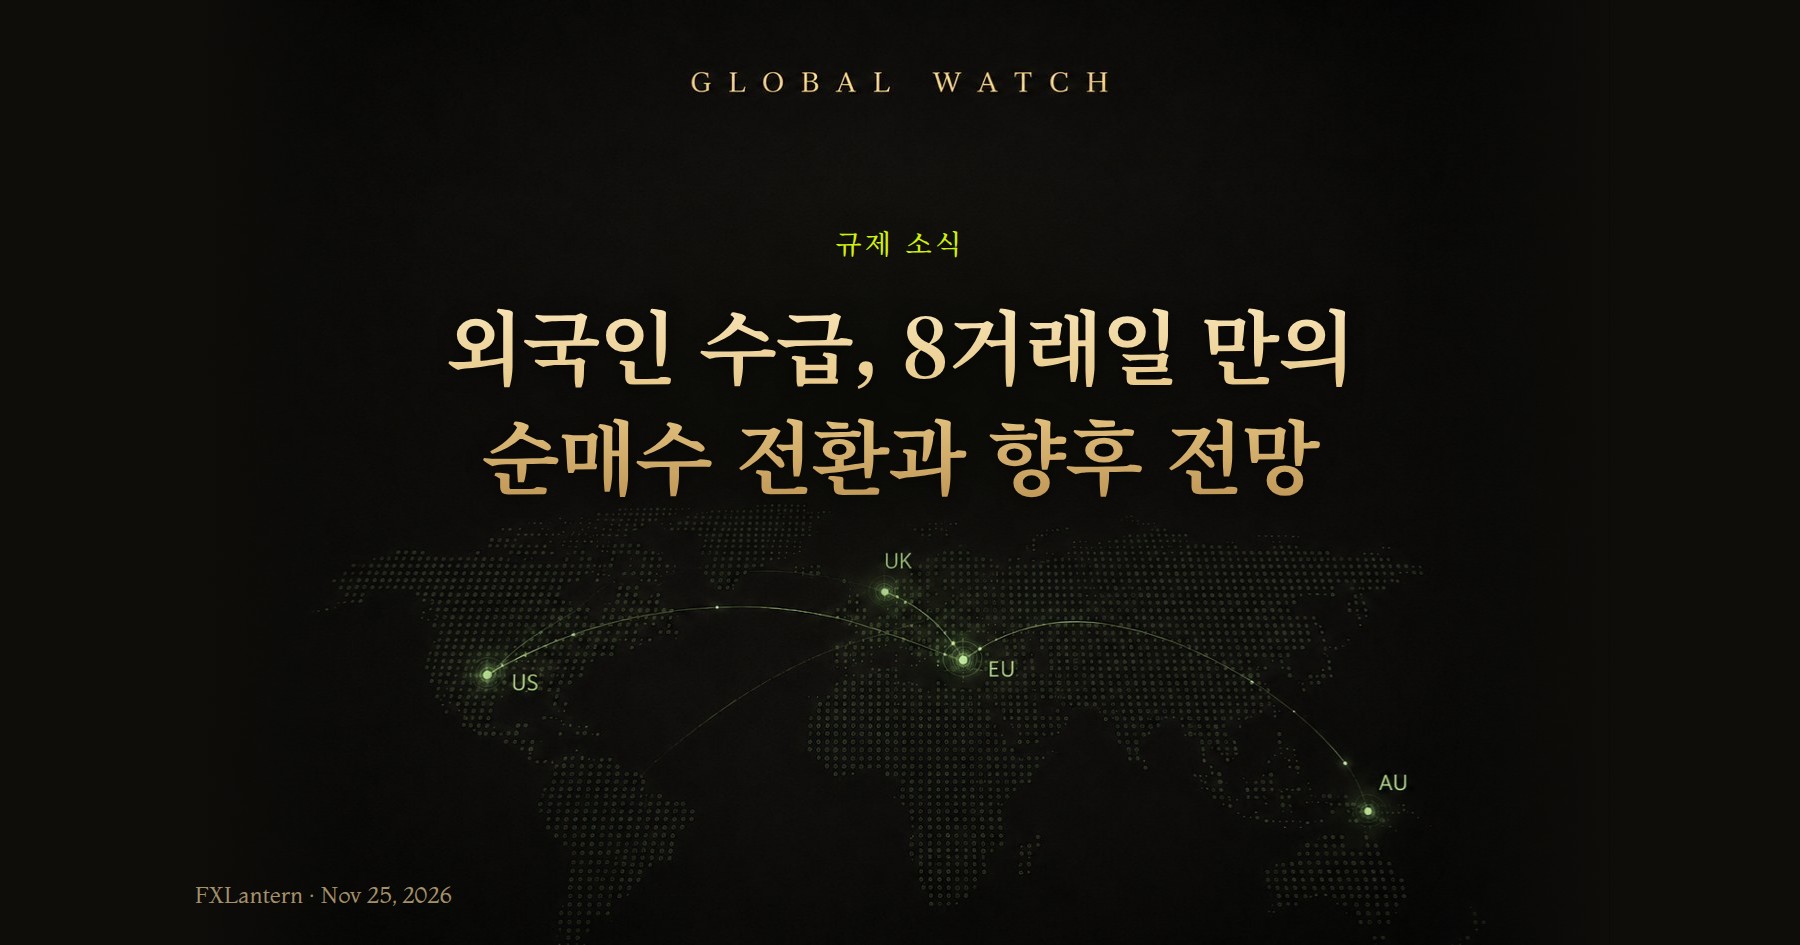 GLOBAL WATCH
규제 소식
외국인 수급, 8거래일 만의
순매수 전환과 향후 전망
UK
EU
US
AU
FXLantern · Nov 25, 2026